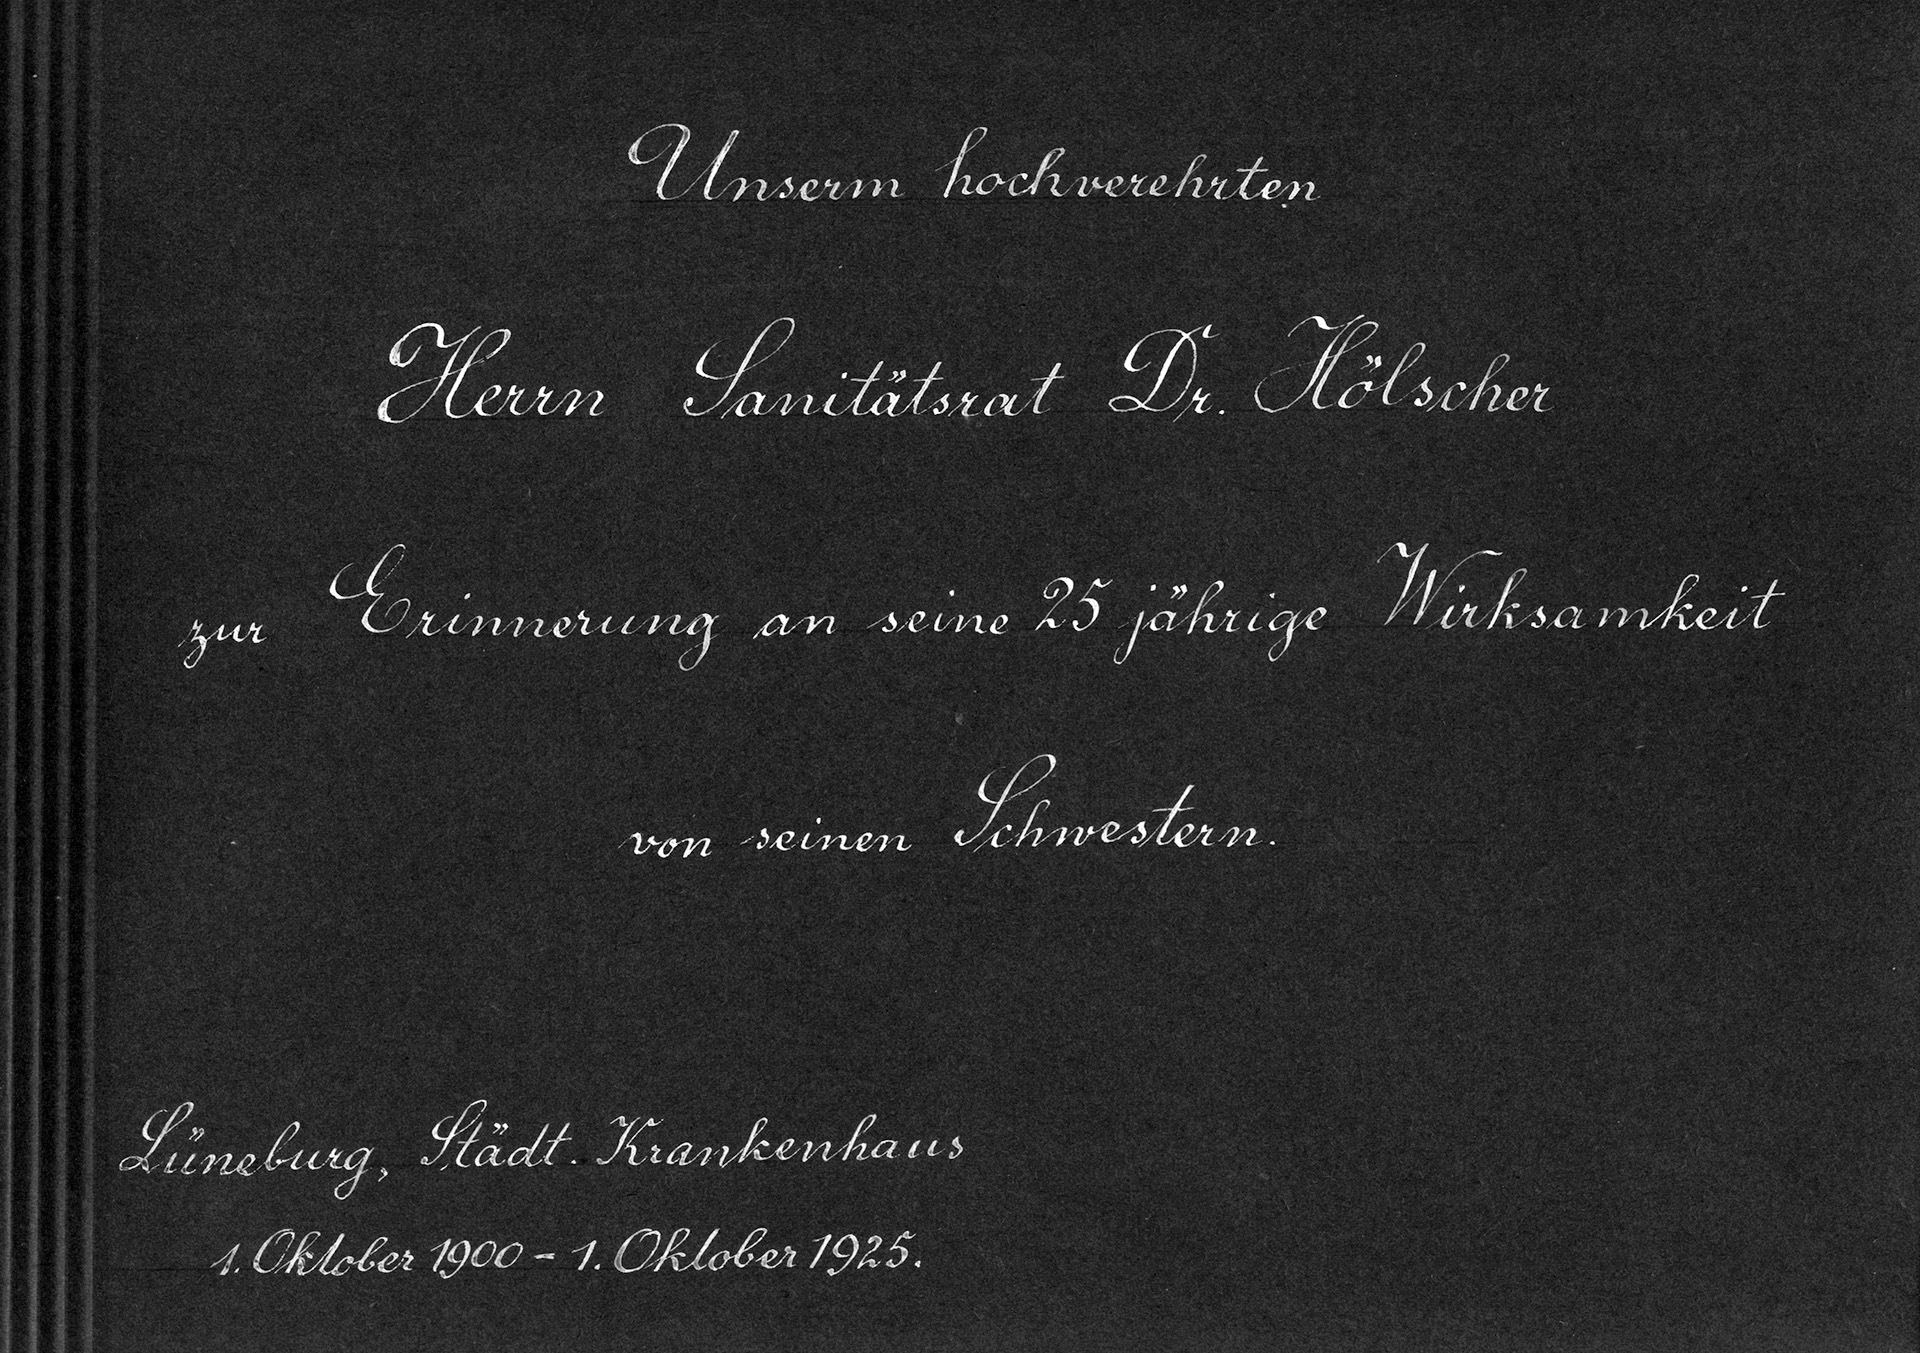 Unserm hochverehrten
Herrn Sanitätsrat Dr. Hölscher
zur Erinnerung an seine 25 jährige Wirksamkeit
von seinen Schwestern.
Lüneburg, Städt. Krankenhaus
1. Oktober 1900 - 1. Oktober 1925.